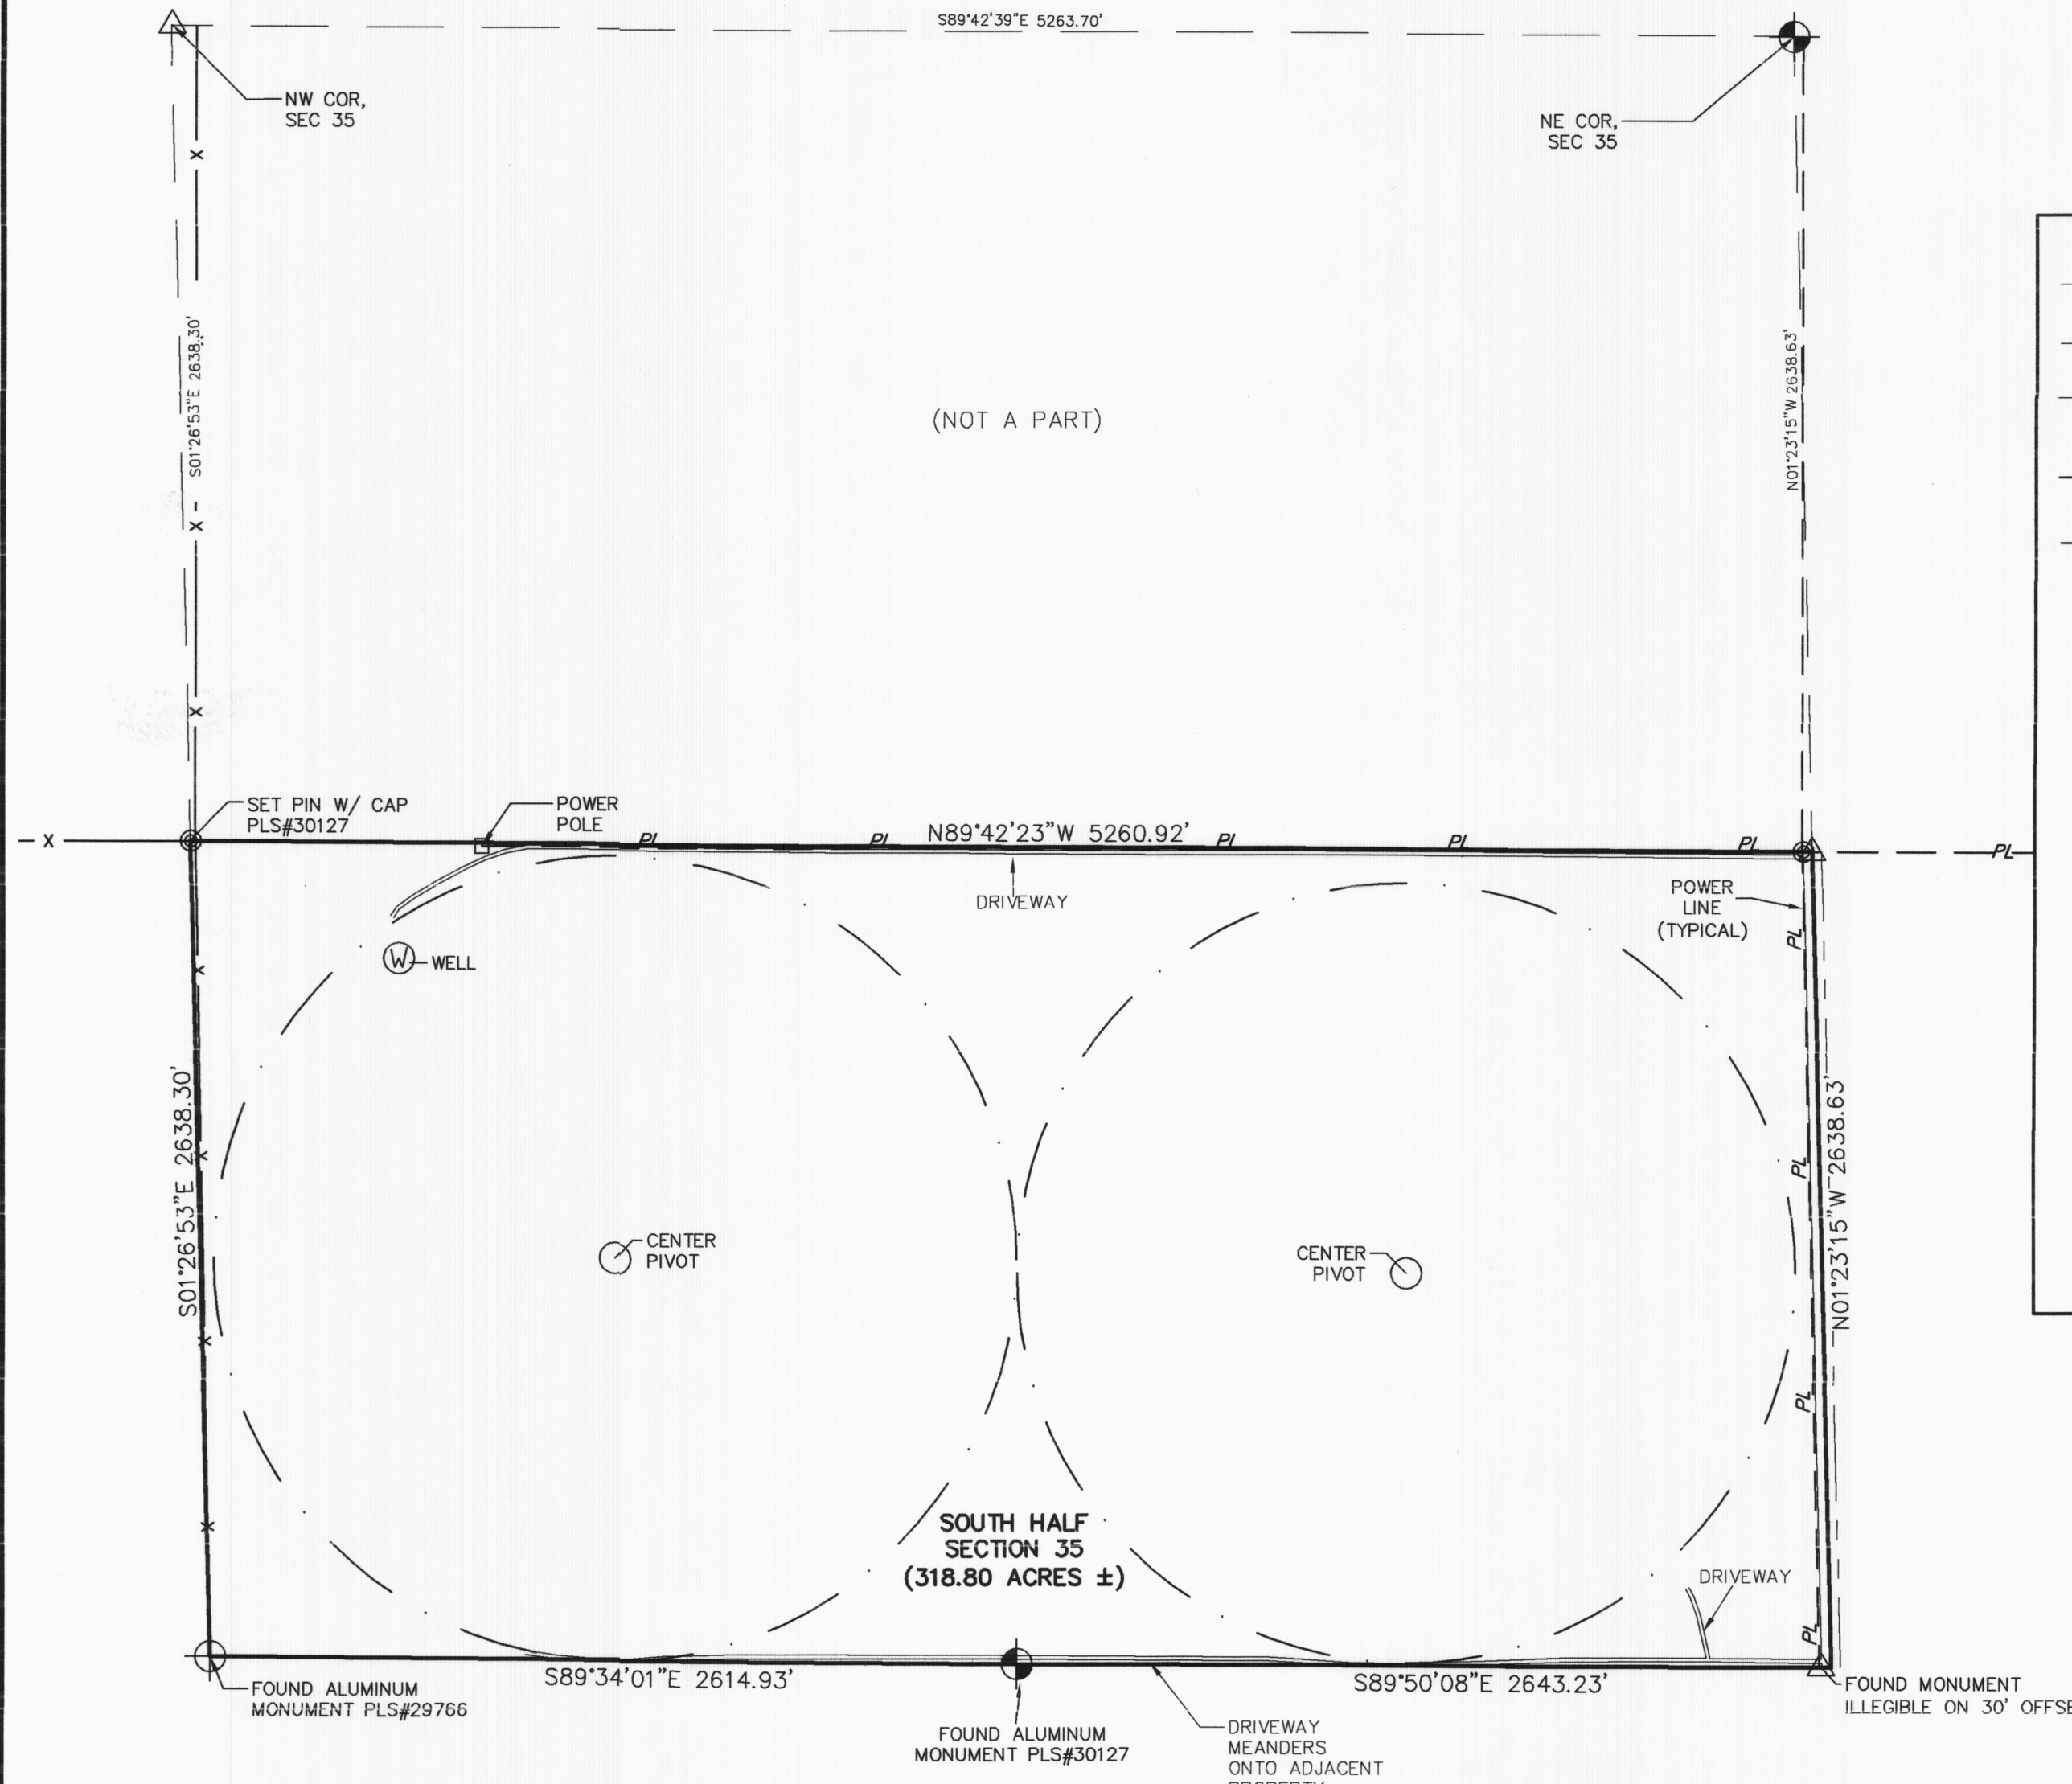 S89°42'39"E 5263.70'
NW COR,
SEC 35
NE COR,
SEC 35
X
S01°26'53"E 2638.30'
N01°23'15"W 2638.63'
(NOT A PART)
X
X
SET PIN W/ CAP
PLS#30127
POWER
POLE
X
PL
PL
N89°42'23"W 5260.92'
PL
PL
PL
PL
DRIVEWAY
POWER
LINE
(TYPICAL)
PL
W
WELL
X
S01°26'53"E 2638.30'
X
X
X
CENTER
PIVOT
CENTER
PIVOT
PL
N01°23'15"W 2638.63'
PL
SOUTH HALF
SECTION 35
(318.80 ACRES ±)
DRIVEWAY
PL
S89°34'01"E 2614.93'
S89°50'08"E 2643.23'
FOUND ALUMINUM
MONUMENT PLS#29766
FOUND MONUMENT
ILLEGIBLE ON 30' OFFSE
FOUND ALUMINUM
MONUMENT PLS#30127
DRIVEWAY
MEANDERS
ONTO ADJACENT